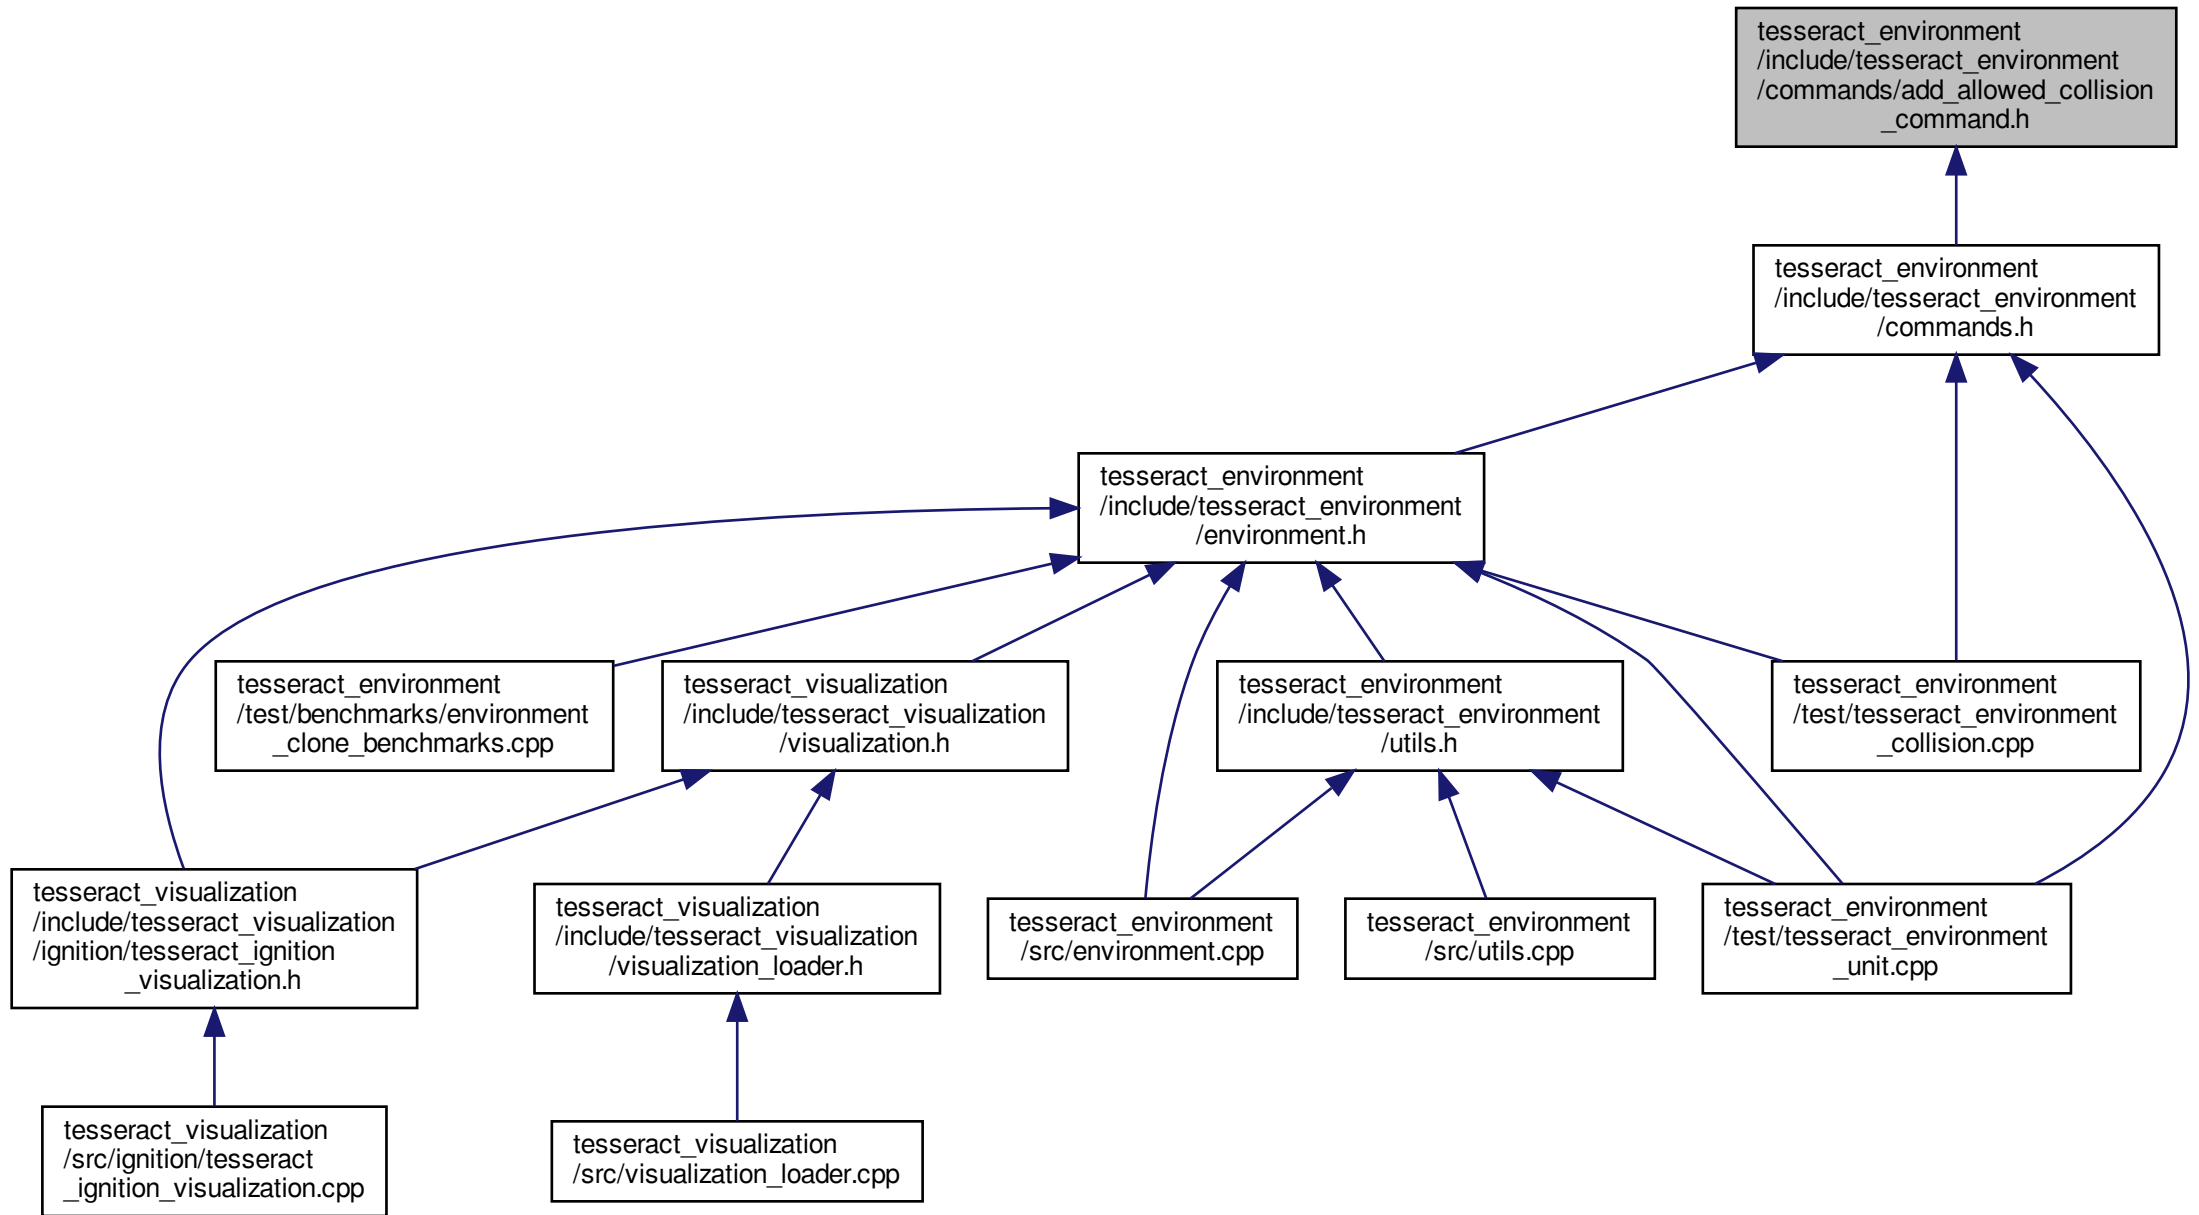 tesseract_environment
/include/tesseract_environment
/commands/add_allowed_collision
_command.h
tesseract_environment
/include/tesseract_environment
/commands.h
tesseract_environment
/include/tesseract_environment
/environment.h
tesseract_environment
/test/benchmarks/environment
_clone_benchmarks.cpp
tesseract_visualization
/include/tesseract_visualization
/visualization.h
tesseract_environment
/include/tesseract_environment
/utils.h
tesseract_environment
/test/tesseract_environment
_collision.cpp
tesseract_visualization
/include/tesseract_visualization
/ignition/tesseract_ignition
_visualization.h
tesseract_visualization
/include/tesseract_visualization
/visualization_loader.h
tesseract_environment
/src/environment.cpp
tesseract_environment
/src/utils.cpp
tesseract_environment
/test/tesseract_environment
_unit.cpp
tesseract_visualization
/src/ignition/tesseract
_ignition_visualization.cpp
tesseract_visualization
/src/visualization_loader.cpp